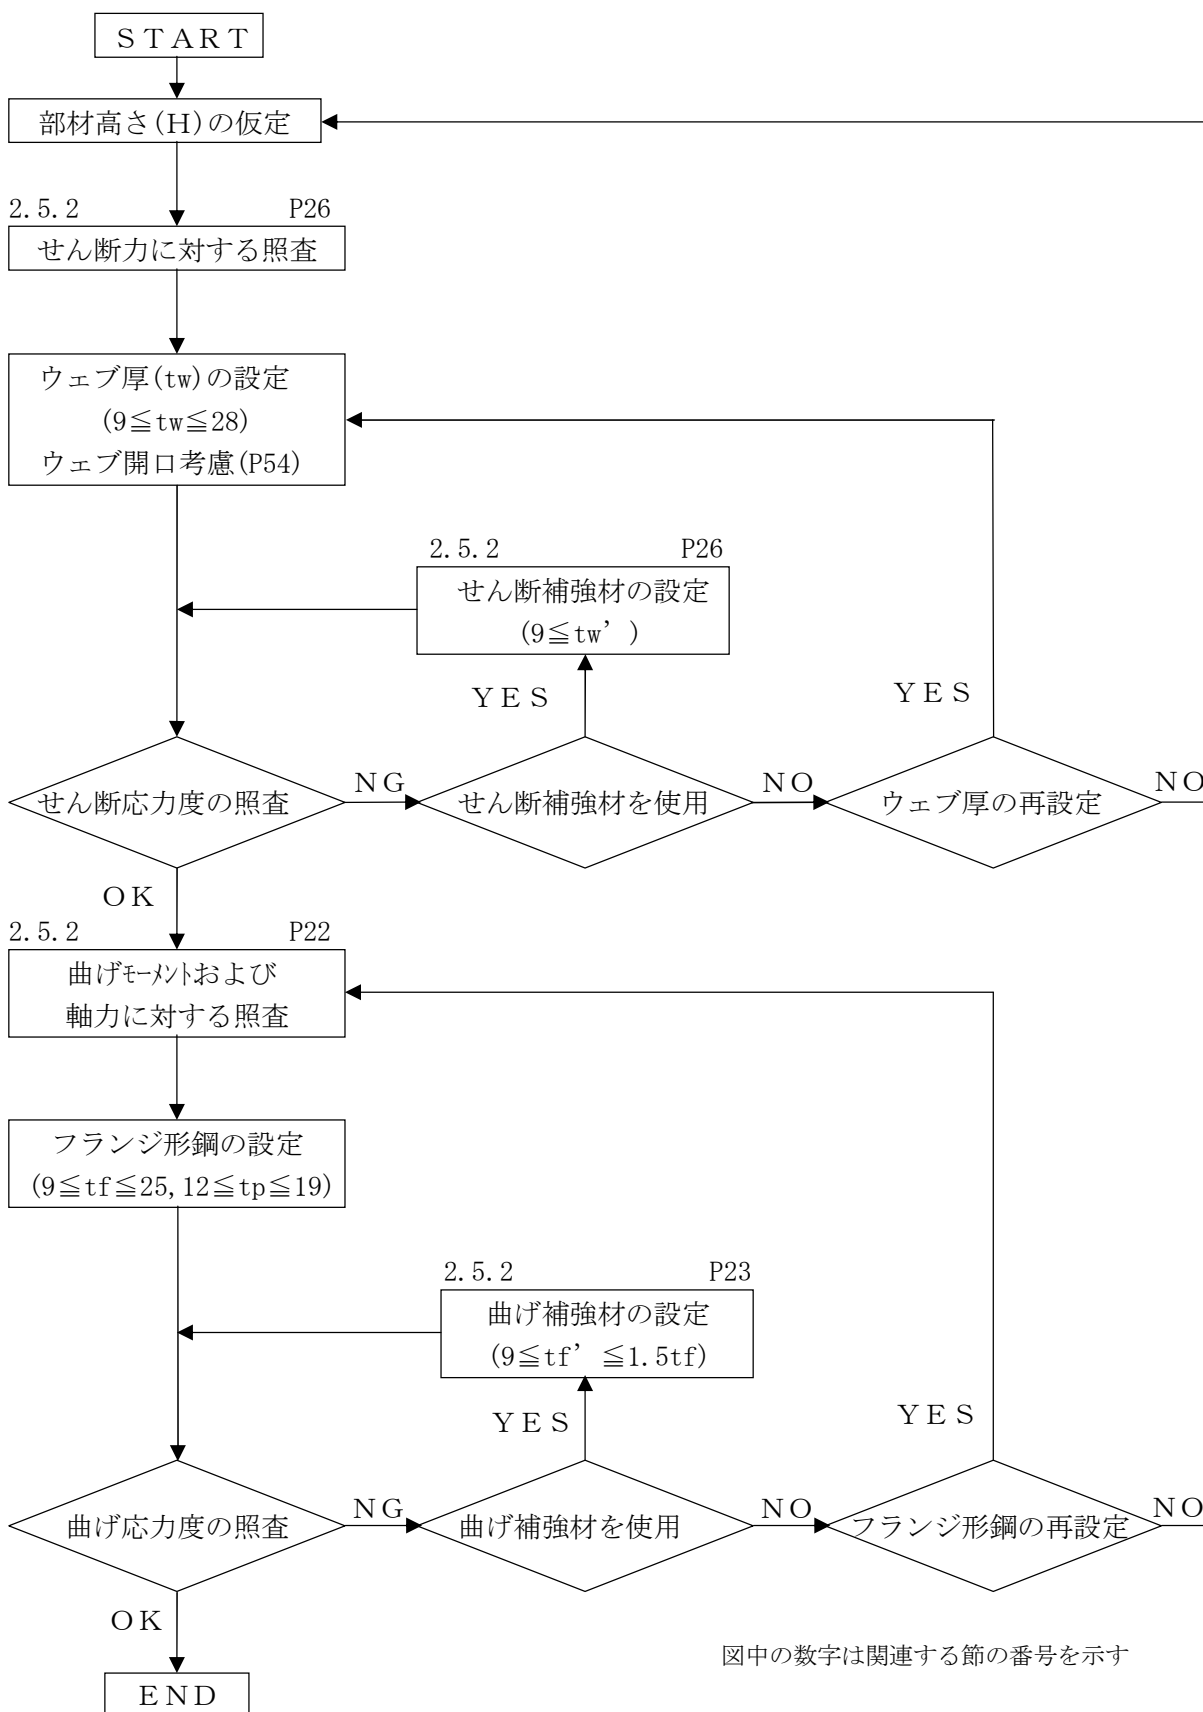 START
部材高さ(H)の仮定
2.5.2 P26
せん断力に対する照査
ウェブ厚(tw)の設定
(9≦tw≦28)
ウェブ開口考慮(P54)
2.5.2 P26
せん断補強材の設定
(9≦tw’)
YES
YES
せん断応力度の照査
NG
せん断補強材を使用
NO
ウェブ厚の再設定
NO
OK
2.5.2 P22
曲げモーメントおよび
軸力に対する照査
フランジ形鋼の設定
(9≦tf≦25,12≦tp≦19)
2.5.2 P23
曲げ補強材の設定
(9≦tf’≦1.5tf)
YES
YES
曲げ応力度の照査
NG
曲げ補強材を使用
NO
フランジ形鋼の再設定
NO
OK
図中の数字は関連する節の番号を示す
END